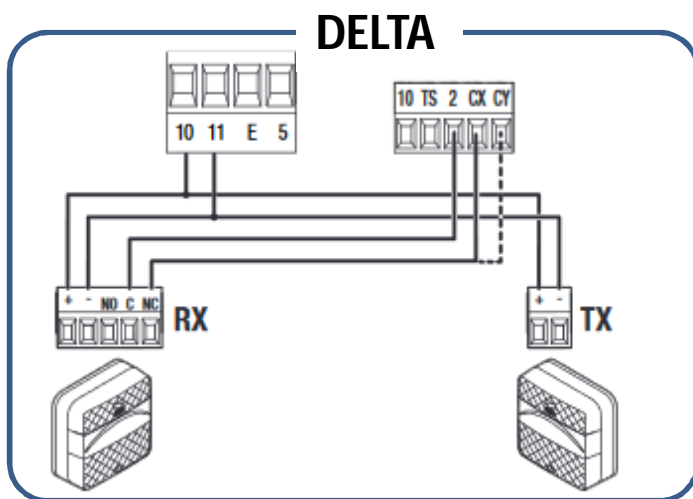 DELTA
10 TS 2 CX CY
10 11 E 5
+ - NO C NC
RX
+ -
TX